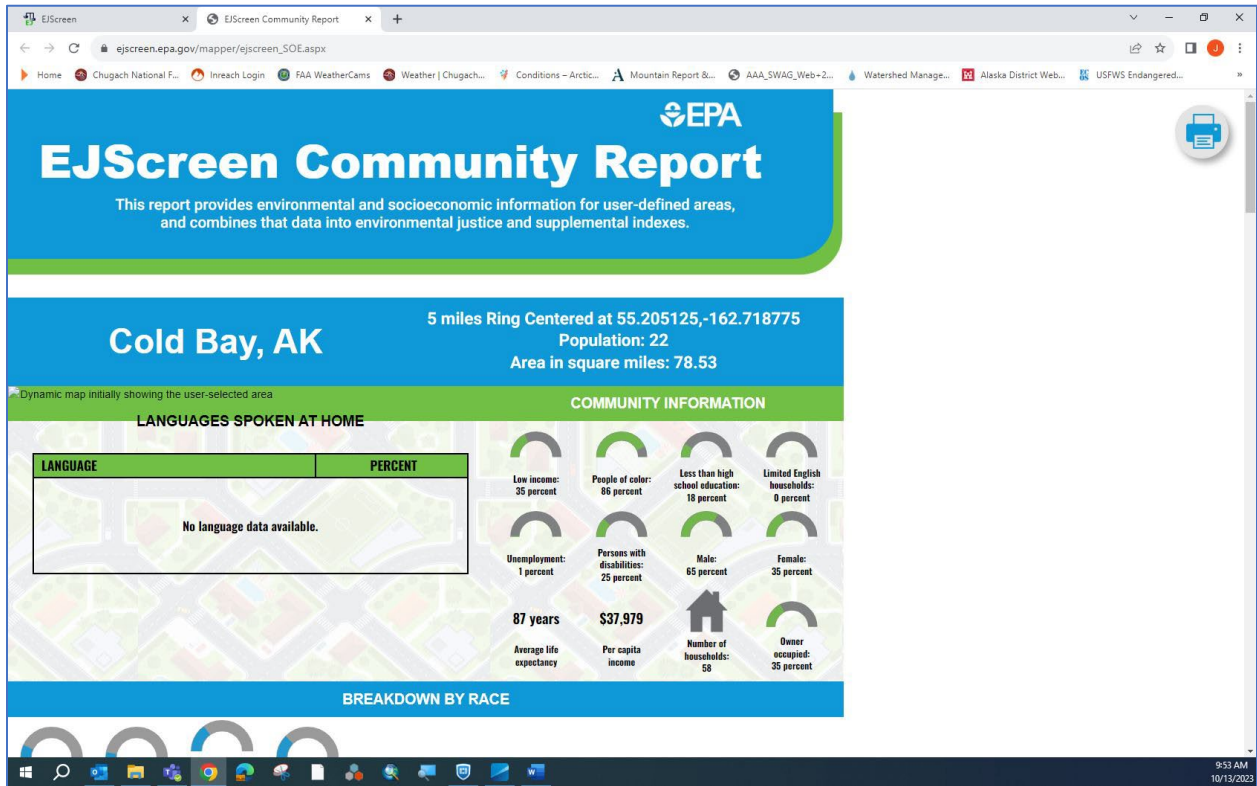 EJScreen
EJScreen Community Report
ejscreen.epa.gov/mapper/ejscreen_SOE.aspx
Home
Chugach National F...
Inreach Login
FAA WeatherCams
Weather | Chugach...
Conditions – Arctic...
Mountain Report &...
AAA_SWAG_Web+2...
Watershed Manage...
Alaska District Web...
USFWS Endangered...
»
EPA
EJScreen Community Report
This report provides environmental and socioeconomic information for user-defined areas,
and combines that data into environmental justice and supplemental indexes.
Cold Bay, AK
5 miles Ring Centered at 55.205125,-162.718775
Population: 22
Area in square miles: 78.53
Dynamic map initially showing the user-selected area
LANGUAGES SPOKEN AT HOME
LANGUAGE PERCENT
No language data available.
COMMUNITY INFORMATION
Low income:
35 percent
People of color:
86 percent
Less than high
school education:
18 percent
Limited English
households:
0 percent
Unemployment:
1 percent
Persons with
disabilities:
25 percent
Male:
65 percent
Female:
35 percent
87 years
Average life
expectancy
$37,979
Per capita
income
Number of
households:
58
Owner
occupied:
35 percent
BREAKDOWN BY RACE
9:53 AM
10/13/2023